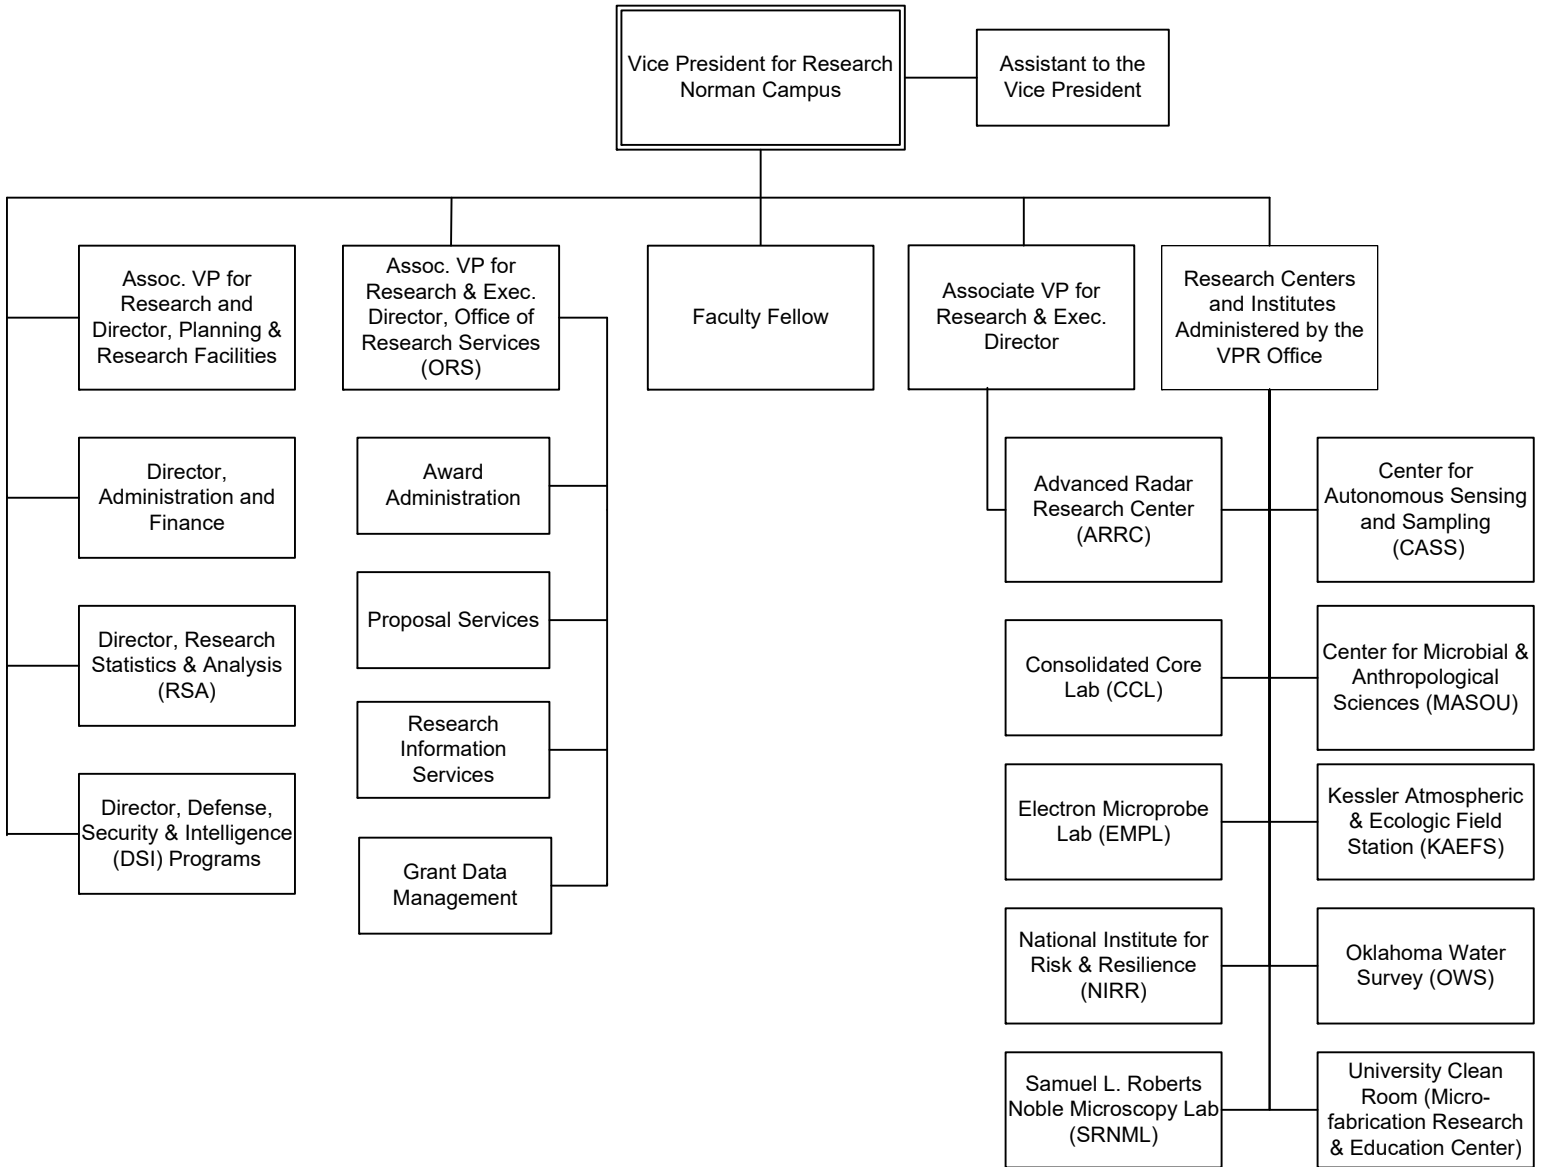 Vice President for Research
Norman Campus
Assistant to the
Vice President
Assoc. VP for
Research and
Director, Planning &
Research Facilities
Assoc. VP for
Research & Exec.
Director, Office of
Research Services
(ORS)
Faculty Fellow
Associate VP for
Research & Exec.
Director
Research Centers
and Institutes
Administered by the
VPR Office
Director,
Administration and
Finance
Award
Administration
Advanced Radar
Research Center
(ARRC)
Center for
Autonomous Sensing
and Sampling
(CASS)
Director, Research
Statistics & Analysis
(RSA)
Proposal Services
Consolidated Core
Lab (CCL)
Center for Microbial &
Anthropological
Sciences (MASOU)
Director, Defense,
Security & Intelligence
(DSI) Programs
Research
Information
Services
Electron Microprobe
Lab (EMPL)
Kessler Atmospheric
& Ecologic Field
Station (KAEFS)
Grant Data
Management
National Institute for
Risk & Resilience
(NIRR)
Oklahoma Water
Survey (OWS)
Samuel L. Roberts
Noble Microscopy Lab
(SRNML)
University Clean
Room (Micro-
fabrication Research
& Education Center)